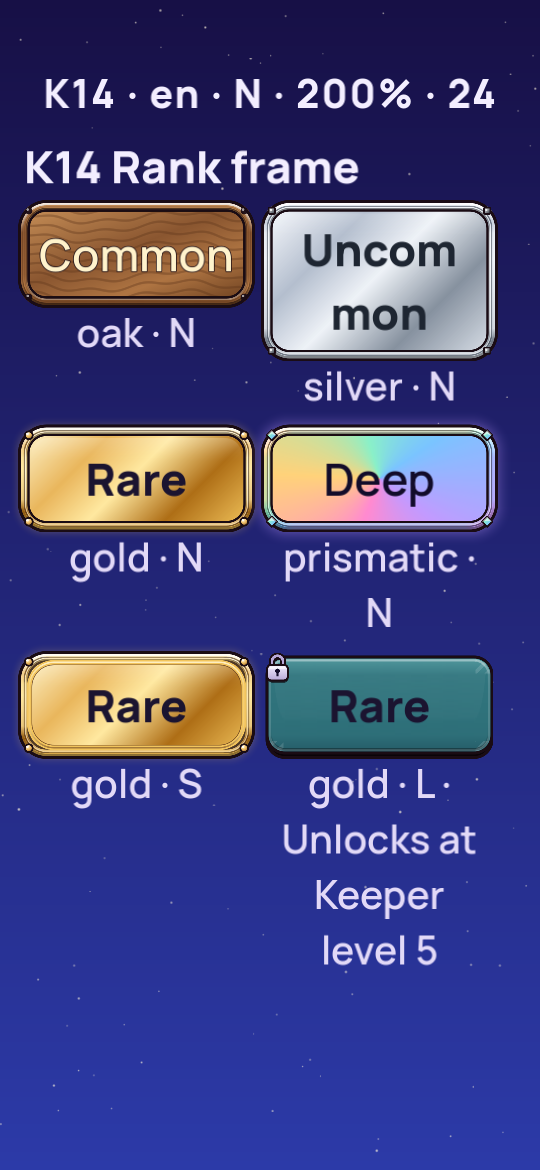 K14 · en · N · 200% · 24
K14 Rank frame
Common
Uncom
mon
oak · N
silver · N
Rare
Deep
gold · N
prismatic ·
N
Rare
Rare
gold · S
gold · L ·
Unlocks at
Keeper
level 5